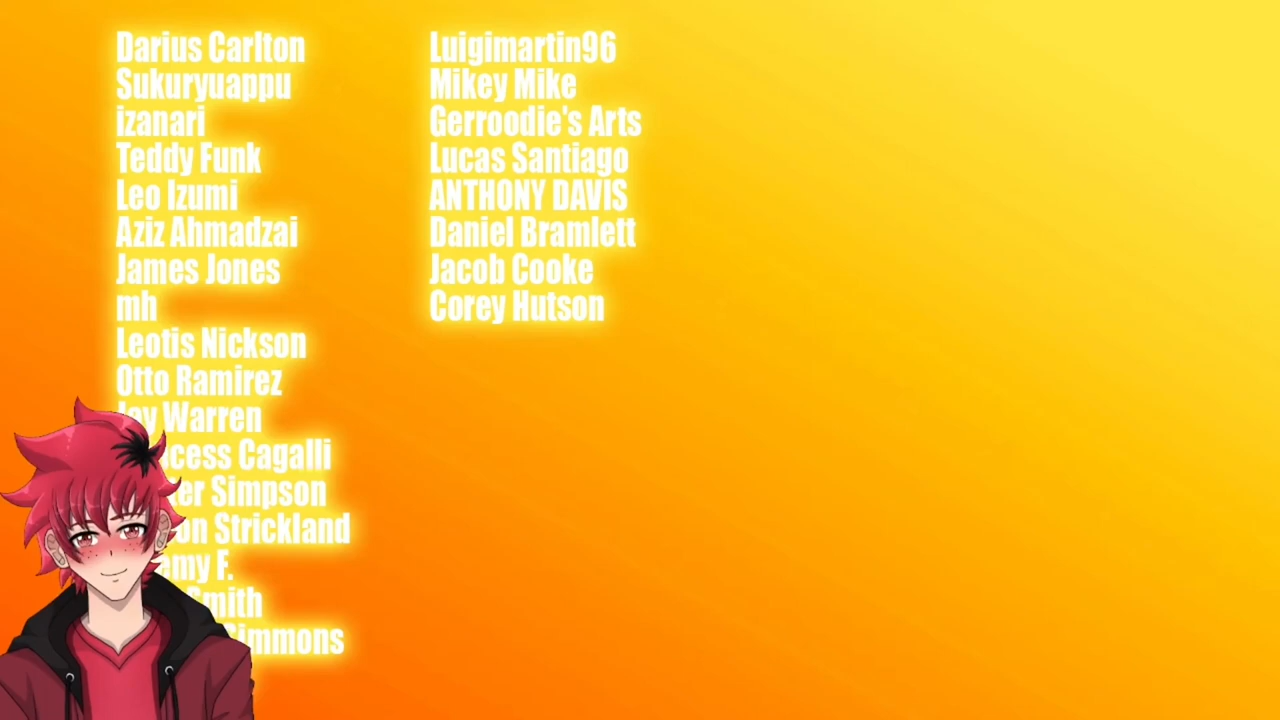 Darius Carlton
Sukuryuappu
izanari
Teddy Funk
Leo Izumi
Aziz Ahmadzai
James Jones
mh
Leotis Nickson
Otto Ramirez
Warren
Cagalli
Simpson
Strickland
F.
Smith
Simmons
Luigimartin96
Mikey Mike
Gerroodie's Arts
Lucas Santiago
ANTHONY DAVIS
Daniel Bramlett
Jacob Cooke
Corey Hutson